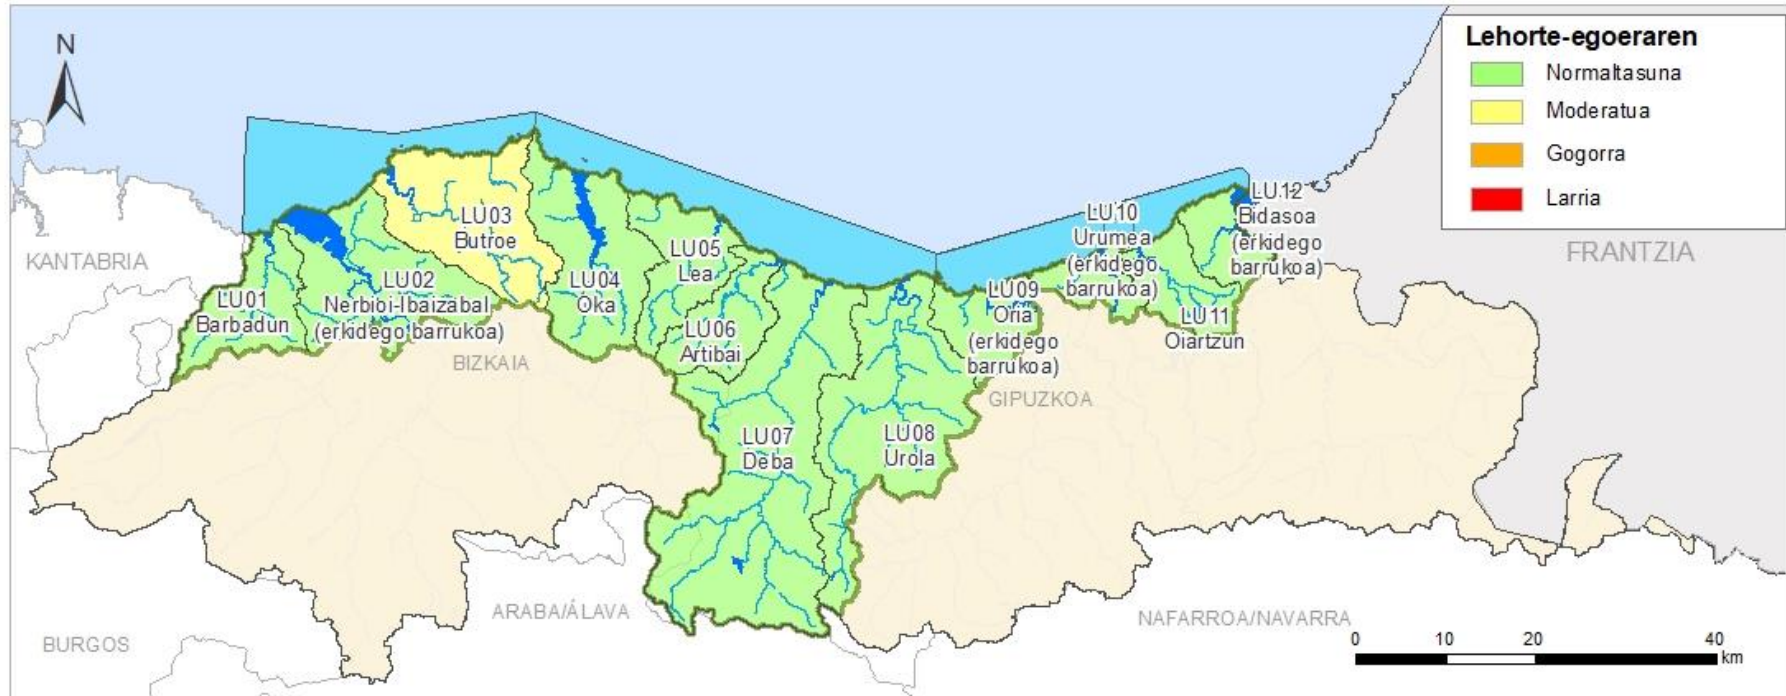 N
Lehorte-egoeraren
Normaltasuna
Moderatua
Gogorra
Larria
KANTABRIA
LU01
Barbadun
LU02
Nerbioi-Ibaizabal
(erkidego barrukoa)
LU03
Butroe
LU04
Oka
LU05
Lea
LU06
Artibai
LU07
Deba
LU08
Urola
LU09
Oria
(erkidego
barrukoa)
LU10
Urumea
(erkidego
barrukoa)
LU11
Oiartzun
LU12
Bidasoa
(erkidego
barrukoa)
FRANTZIA
BIZKAIA
GIPUZKOA
ARABA/ÁLAVA
NAFARROA/NAVARRA
BURGOS
0 10 20 40
km